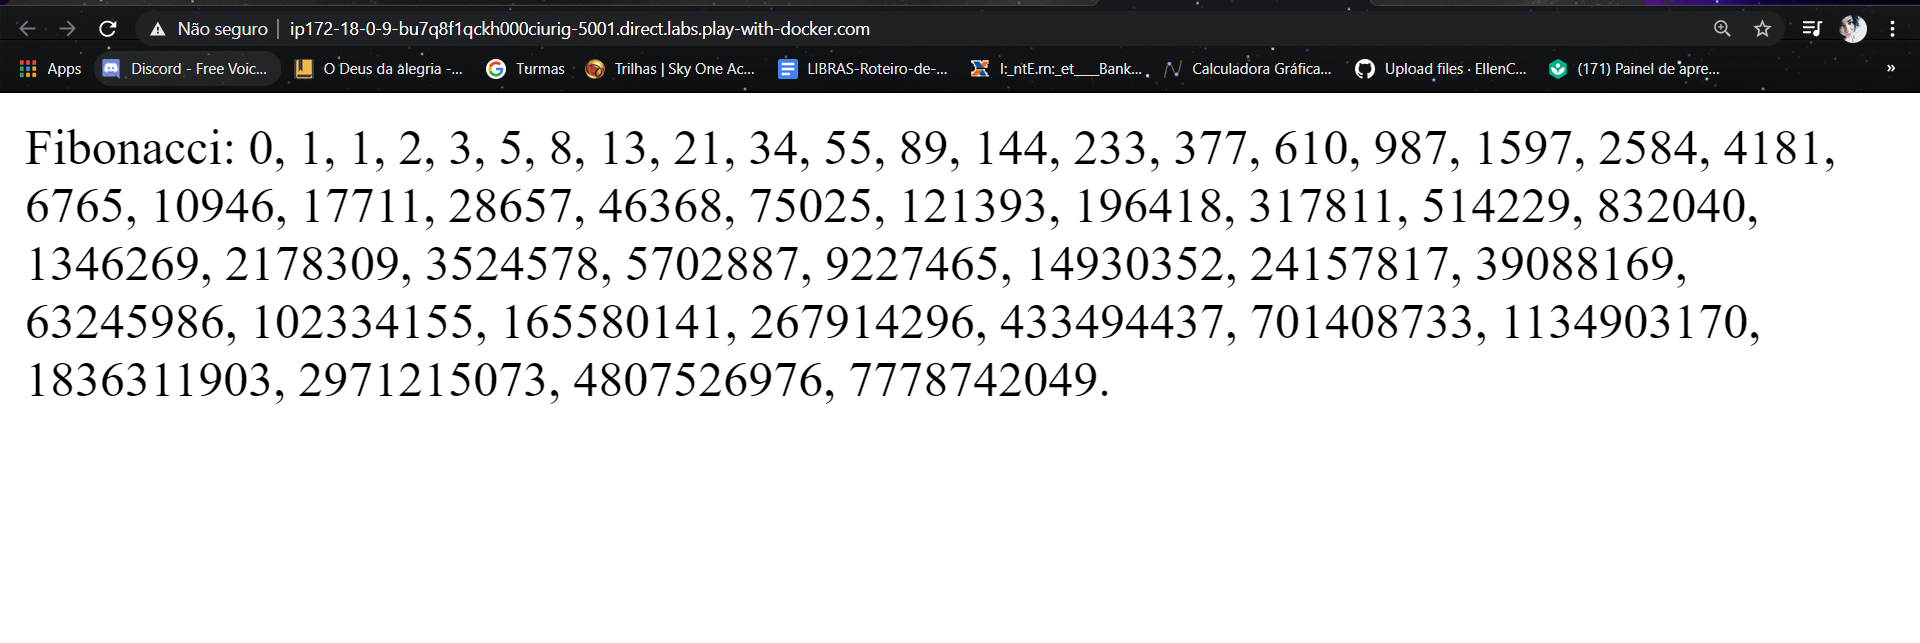 Não seguro | ip172-18-0-9-bu7q8f1qckh000ciurig-5001.direct.labs.play-with-docker.com
Apps Discord - Free Voic... O Deus da alegria -... Turmas Trilhas | Sky One Ac... LIBRAS-Roteiro-de-... I:_ntE.rn:_et____Bank... Calculadora Gráfica... Upload files · EllenC... (171) Painel de apre... »
Fibonacci: 0, 1, 1, 2, 3, 5, 8, 13, 21, 34, 55, 89, 144, 233, 377, 610, 987, 1597, 2584, 4181,
6765, 10946, 17711, 28657, 46368, 75025, 121393, 196418, 317811, 514229, 832040,
1346269, 2178309, 3524578, 5702887, 9227465, 14930352, 24157817, 39088169,
63245986, 102334155, 165580141, 267914296, 433494437, 701408733, 1134903170,
1836311903, 2971215073, 4807526976, 7778742049.